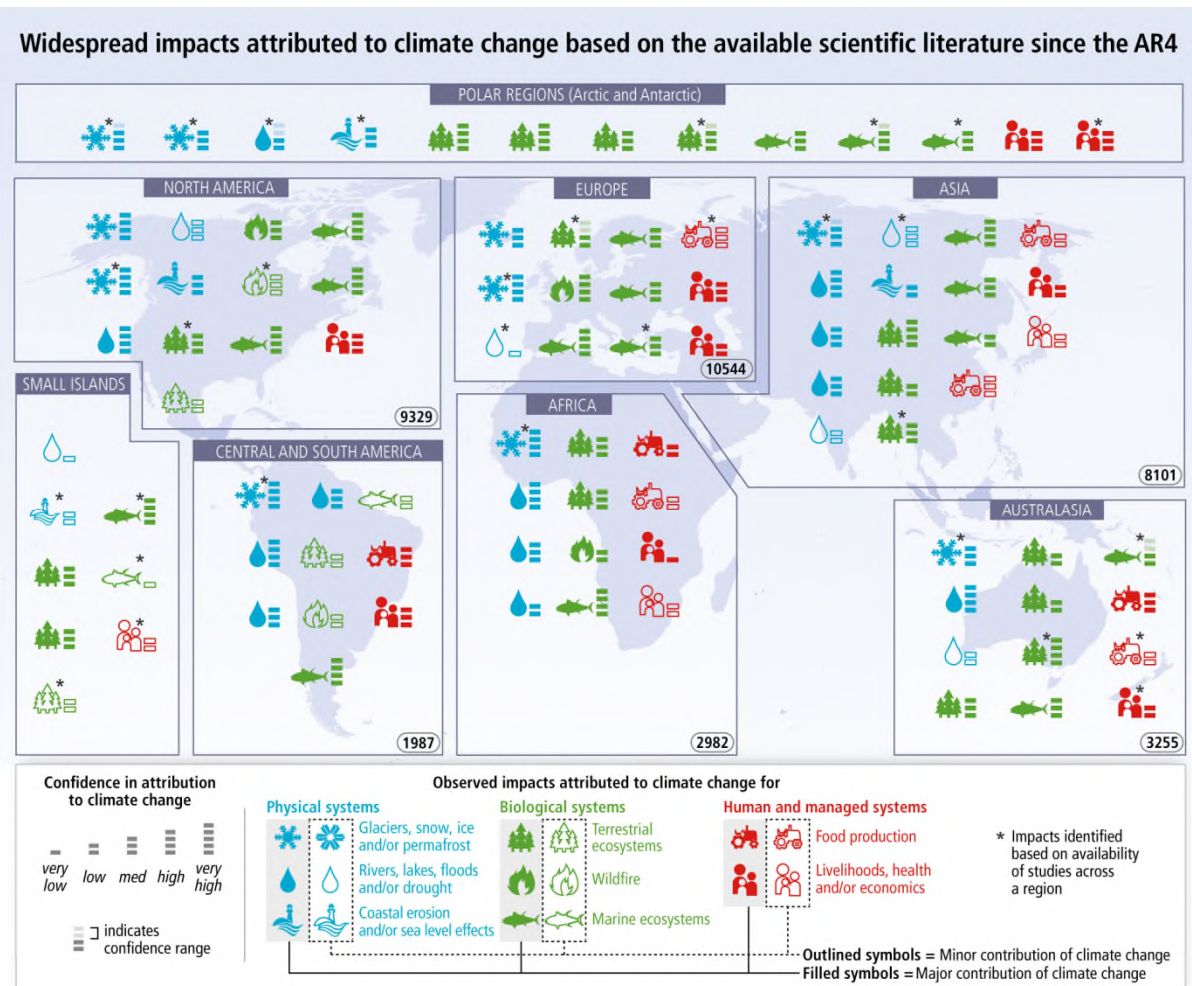 Widespread impacts attributed to climate change based on the available scientific literature since the AR4
POLAR REGIONS (Arctic and Antarctic)
NORTH AMERICA
9329
EUROPE
10544
ASIA
8101
SMALL ISLANDS
CENTRAL AND SOUTH AMERICA
1987
AFRICA
2982
AUSTRALASIA
3255
Confidence in attribution
to climate change
very
low
low
med
high
very
high
indicates
confidence range
Observed impacts attributed to climate change for
Physical systems
Glaciers, snow, ice
and/or permafrost
Rivers, lakes, floods
and/or drought
Coastal erosion
and/or sea level effects
Biological systems
Terrestrial
ecosystems
Wildfire
Marine ecosystems
Human and managed systems
Food production
Livelihoods, health
and/or economics
* Impacts identified
based on availability
of studies across
a region
Outlined symbols = Minor contribution of climate change
Filled symbols = Major contribution of climate change